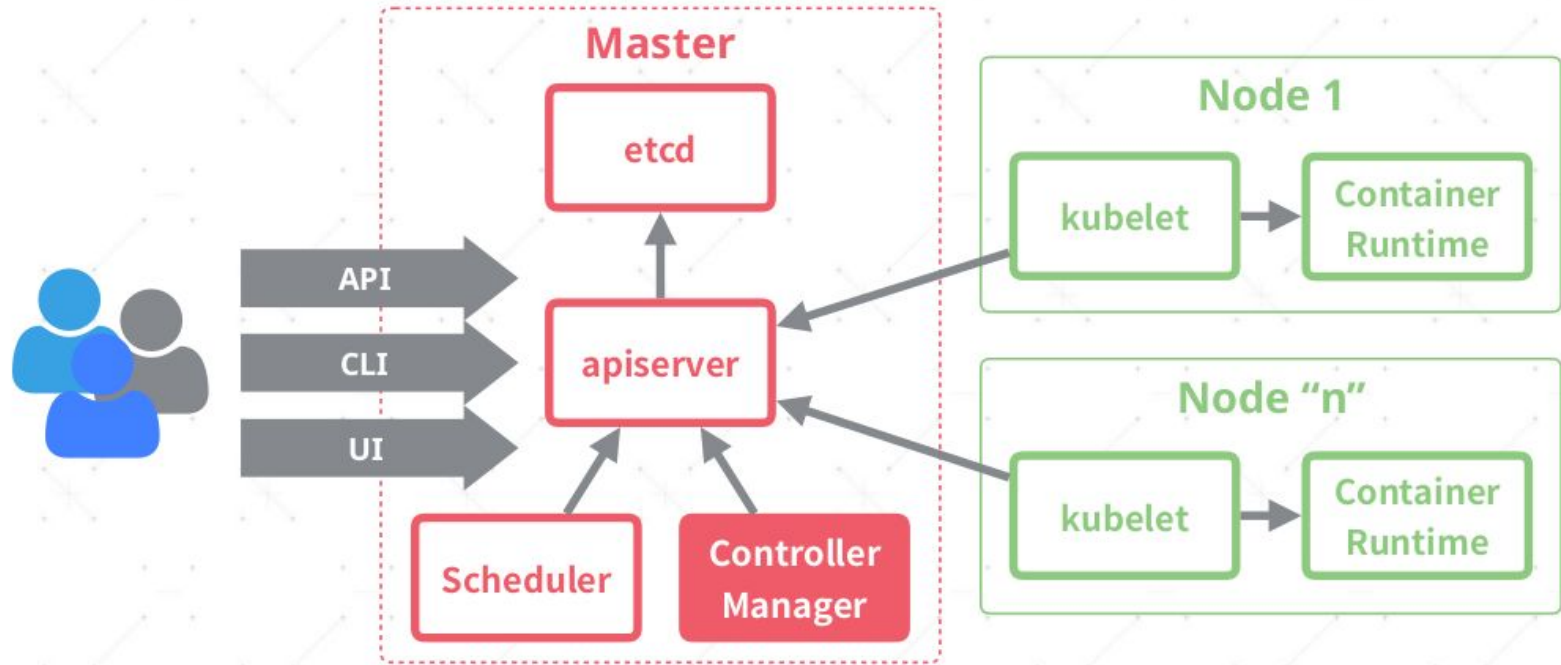 Master
etcd
API
CLI
UI
apiserver
Scheduler
Controller
Manager
Node 1
kubelet
Container
Runtime
Node “n”
kubelet
Container
Runtime